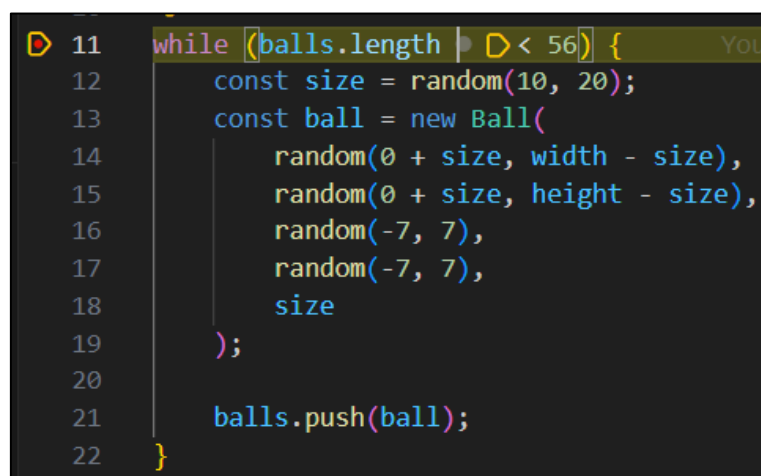 11 while (balls.length < 56) { You
12 const size = random(10, 20);
13 const ball = new Ball(
14 random(0 + size, width - size),
15 random(0 + size, height - size),
16 random(-7, 7),
17 random(-7, 7),
18 size
19 );
20
21 balls.push(ball);
22 }